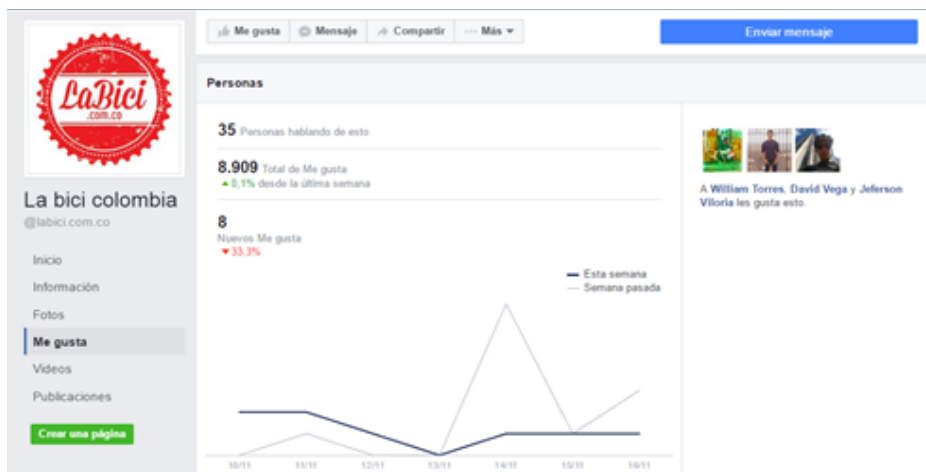 LaBici
.com.co
La bici colombia
@labici.com.co
Inicio
Información
Fotos
Me gusta
Videos
Publicaciones
Crear una página
Me gusta Mensaje Compartir ··· Más
Enviar mensaje
Personas
35 Personas hablando de esto
8.909 Total de Me gusta
0,1% desde la última semana
8
Nuevos Me gusta
33,3%
Esta semana
Semana pasada
10/11 11/11 12/11 13/11 14/11 15/11 16/11
A William Torres, David Vega y Jeferson
Viloria les gusta esto.